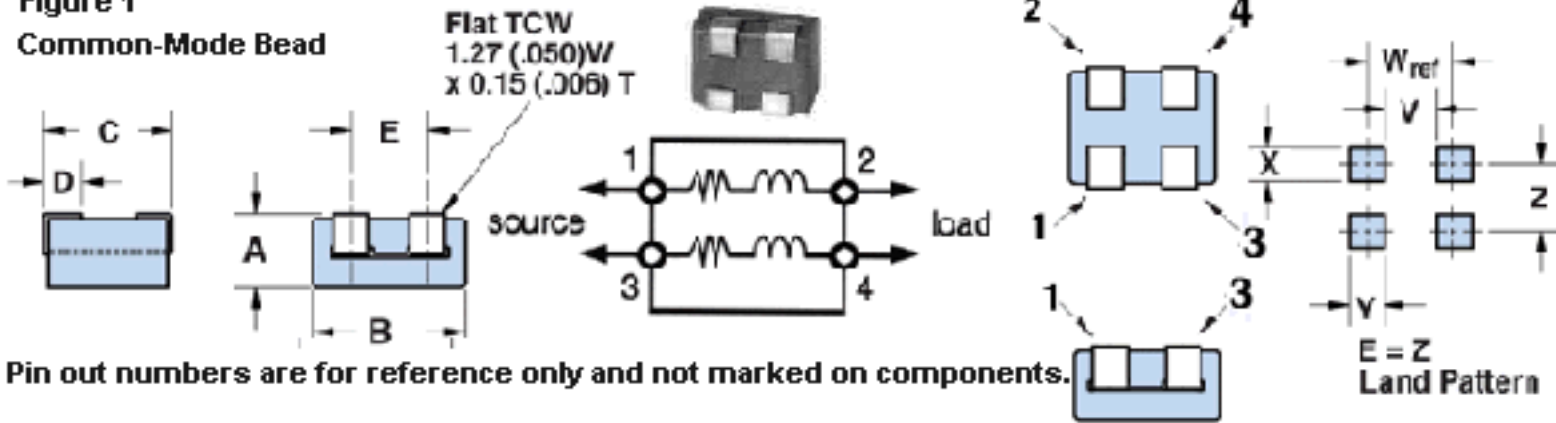 Figure 1
Common-Mode Bead
Flat TCW
1.27 (.050)W
x 0.15 (.006) T
C
D
A
E
B
source
1
2
3
4
load
2
4
1
3
1
3
Wref
V
X
Z
Y
E = Z
Land Pattern
Pin out numbers are for reference only and not marked on components.